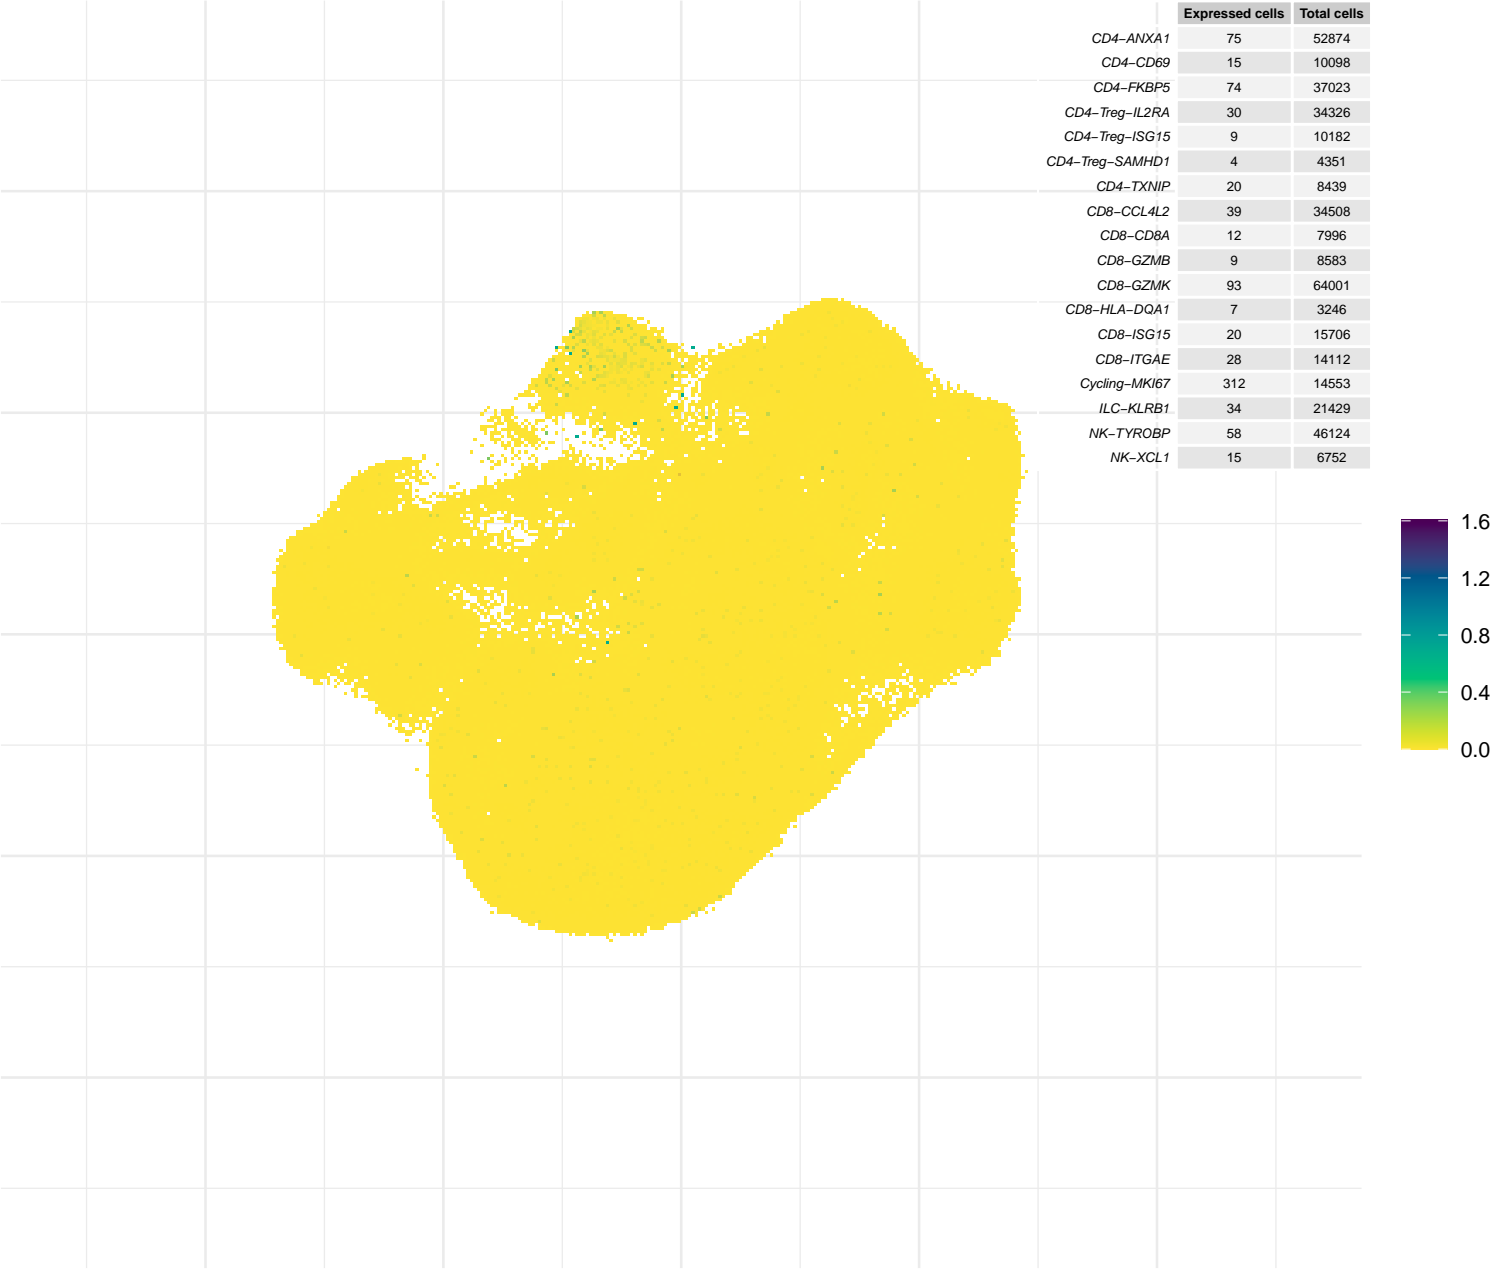 Expressed cells Total cells
CD4−ANXA1 75 52874
CD4−CD69 15 10098
CD4−FKBP5 74 37023
CD4−Treg−IL2RA 30 34326
CD4−Treg−ISG15 9 10182
CD4−Treg−SAMHD1 4 4351
CD4−TXNIP 20 8439
CD8−CCL4L2 39 34508
CD8−CD8A 12 7996
CD8−GZMB 9 8583
CD8−GZMK 93 64001
CD8−HLA−DQA1 7 3246
CD8−ISG15 20 15706
CD8−ITGAE 28 14112
Cycling−MKI67 312 14553
ILC−KLRB1 34 21429
NK−TYROBP 58 46124
NK−XCL1 15 6752
1.6
1.2
0.8
0.4
0.0